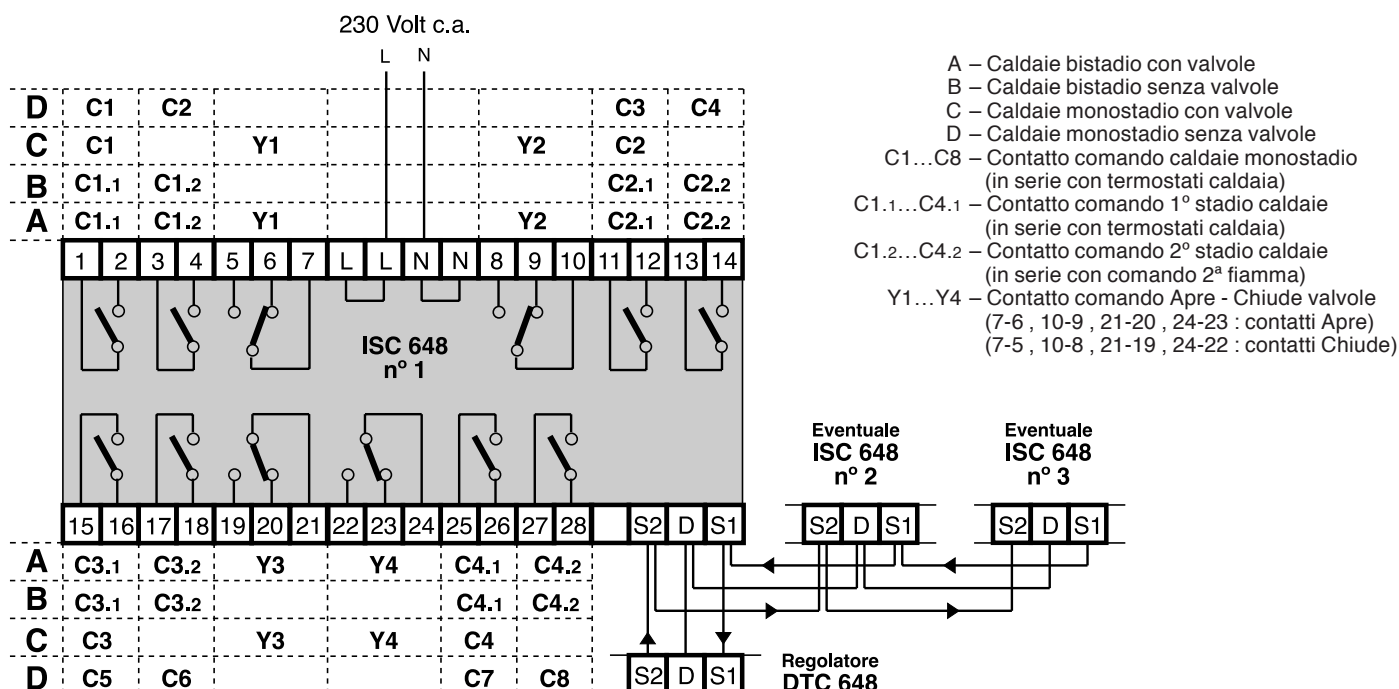 230 Volt c.a.
L N
D C1 C2 C3 C4
C C1 Y1 Y2 C2
B C1.1 C1.2 C2.1 C2.2
A C1.1 C1.2 Y1 Y2 C2.1 C2.2
1 2 3 4 5 6 7 L L N N 8 9 10 11 12 13 14
ISC 648
nº 1
15 16 17 18 19 20 21 22 23 24 25 26 27 28 S2 D S1
A C3.1 C3.2 Y3 Y4 C4.1 C4.2
B C3.1 C3.2 C4.1 C4.2
C C3 Y3 Y4 C4
D C5 C6 C7 C8
A – Caldaie bistadio con valvole
B – Caldaie bistadio senza valvole
C – Caldaie monostadio con valvole
D – Caldaie monostadio senza valvole
C1...C8 – Contatto comando caldaie monostadio
(in serie con termostati caldaia)
C1.1...C4.1 – Contatto comando 1º stadio caldaie
(in serie con termostati caldaia)
C1.2...C4.2 – Contatto comando 2º stadio caldaie
(in serie con comando 2ª fiamma)
Y1...Y4 – Contatto comando Apre - Chiude valvole
(7-6 , 10-9 , 21-20 , 24-23 : contatti Apre)
(7-5 , 10-8 , 21-19 , 24-22 : contatti Chiude)
Eventuale
ISC 648
nº 2
S2 D S1
Eventuale
ISC 648
nº 3
S2 D S1
S2 D S1
Regolatore
DTC 648